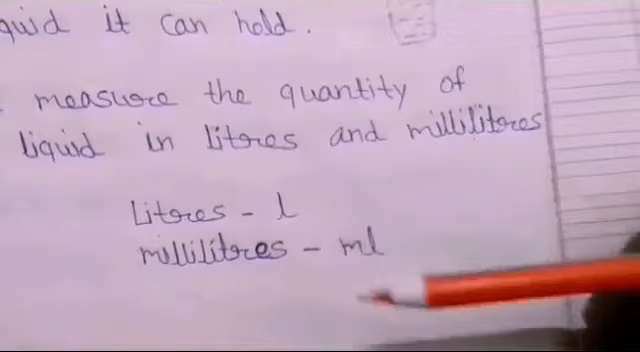 quid it can hold.
measure the quantity of
liquid in litres and millilitres
Litres - l
millilitres - ml